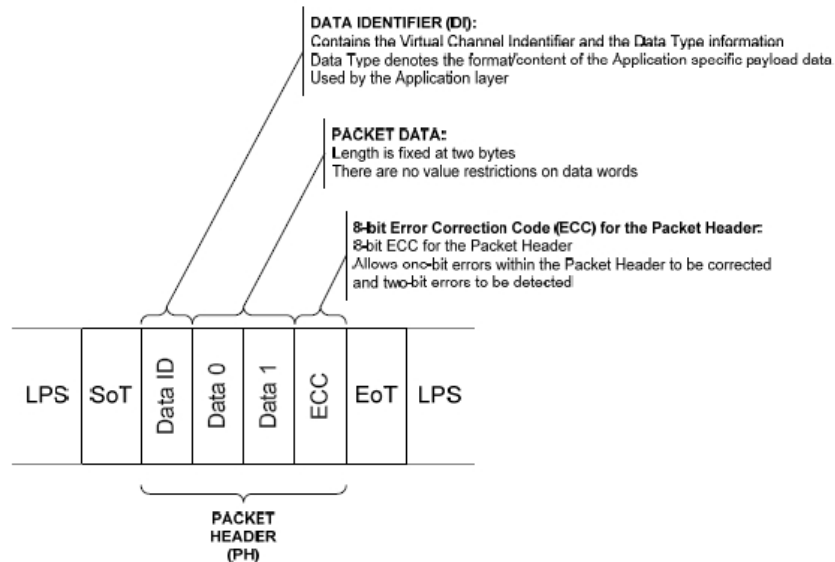 DATA IDENTIFIER (DI):
Contains the Virtual Channel Indentifier and the Data Type information
Data Type denotes the format/content of the Application specific payload data
Used by the Application layer
PACKET DATA:
Length is fixed at two bytes
There are no value restrictions on data words
8-bit Error Correction Code (ECC) for the Packet Header:
8-bit ECC for the Packet Header
Allows one-bit errors within the Packet Header to be corrected
and two-bit errors to be detected
LPS SoT Data ID Data 0 Data 1 ECC EoT LPS
PACKET
HEADER
(PH)